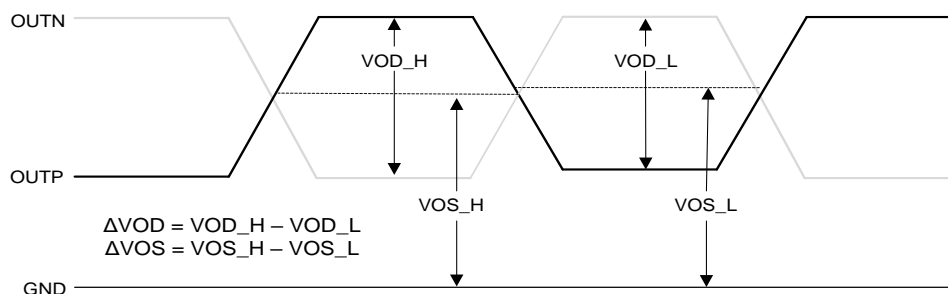 OUTN
VOD_H
VOD_L
OUTP
VOS_H
VOS_L
ΔVOD = VOD_H – VOD_L
ΔVOS = VOS_H – VOS_L
GND